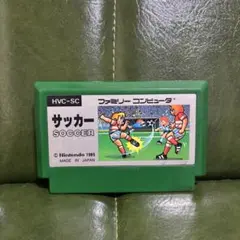 HVC-SC
ファミリー コンピュータ
サッカー
SOCCER
© Nintendo 1985
MADE IN JAPAN